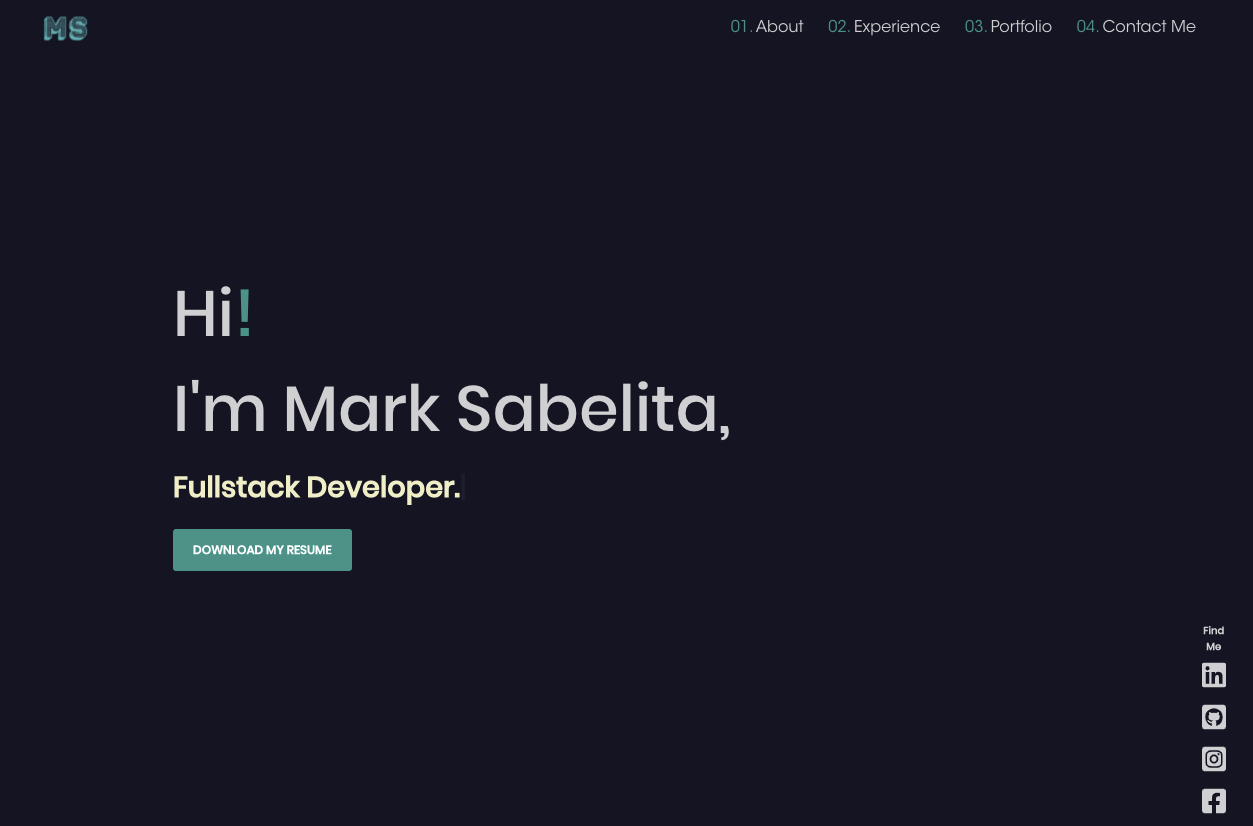 MS
01. About 02. Experience 03. Portfolio 04. Contact Me
Hi!
I'm Mark Sabelita,
Fullstack Developer.
DOWNLOAD MY RESUME
Find
Me
in